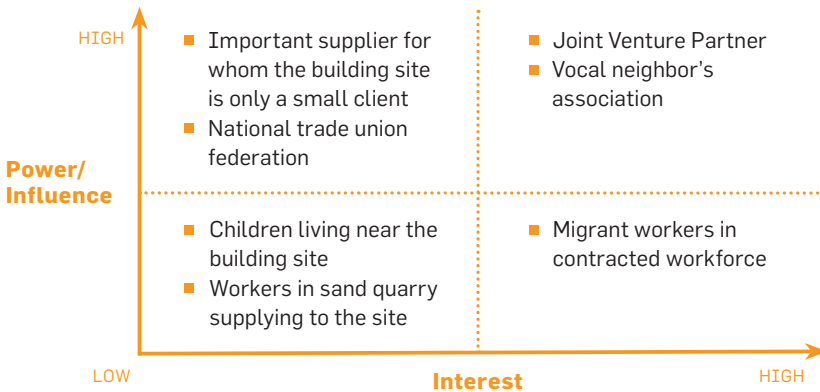 HIGH
Important supplier for
whom the building site
is only a small client
National trade union
federation
Joint Venture Partner
Vocal neighbor's
association
Power/
Influence
Children living near the
building site
Workers in sand quarry
supplying to the site
Migrant workers in
contracted workforce
LOW
Interest
HIGH